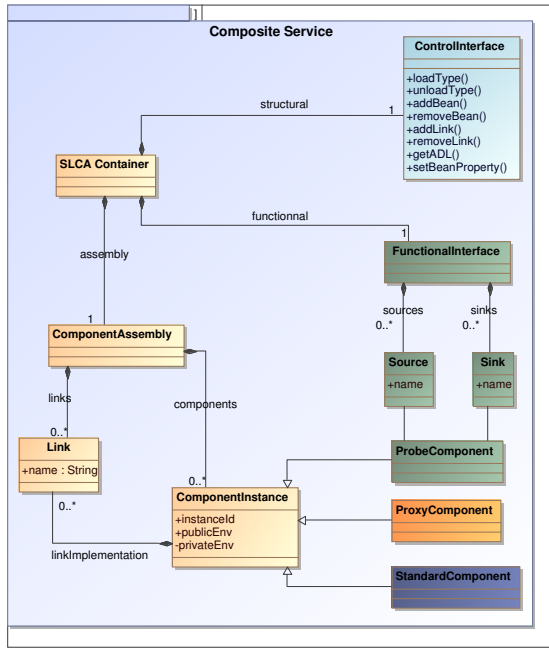 [ ]
Composite Service
ControlInterface
+loadType()
+unloadType()
+addBean()
+removeBean()
+addLink()
+removeLink()
+getADL()
+setBeanProperty()
structural
1
SLCA Container
functionnal
1
assembly
FunctionalInterface
sources
0..*
sinks
0..*
1
ComponentAssembly
Source
+name
Sink
+name
links
components
0..*
Link
+name : String
ProbeComponent
0..*
0..*
ComponentInstance
+instanceId
+publicEnv
-privateEnv
ProxyComponent
linkImplementation
StandardComponent